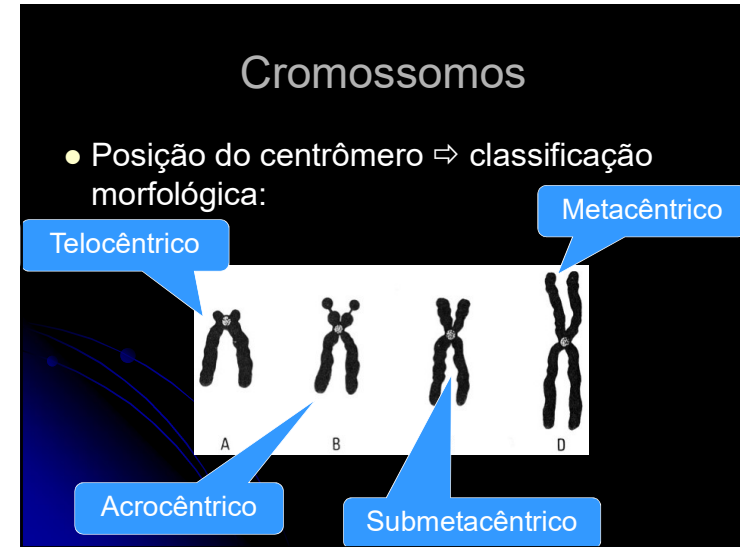 Cromossomos
Posição do centrômero ⇨ classificação
morfológica:
Metacêntrico
Telocêntrico
A
B
D
Acrocêntrico
Submetacêntrico